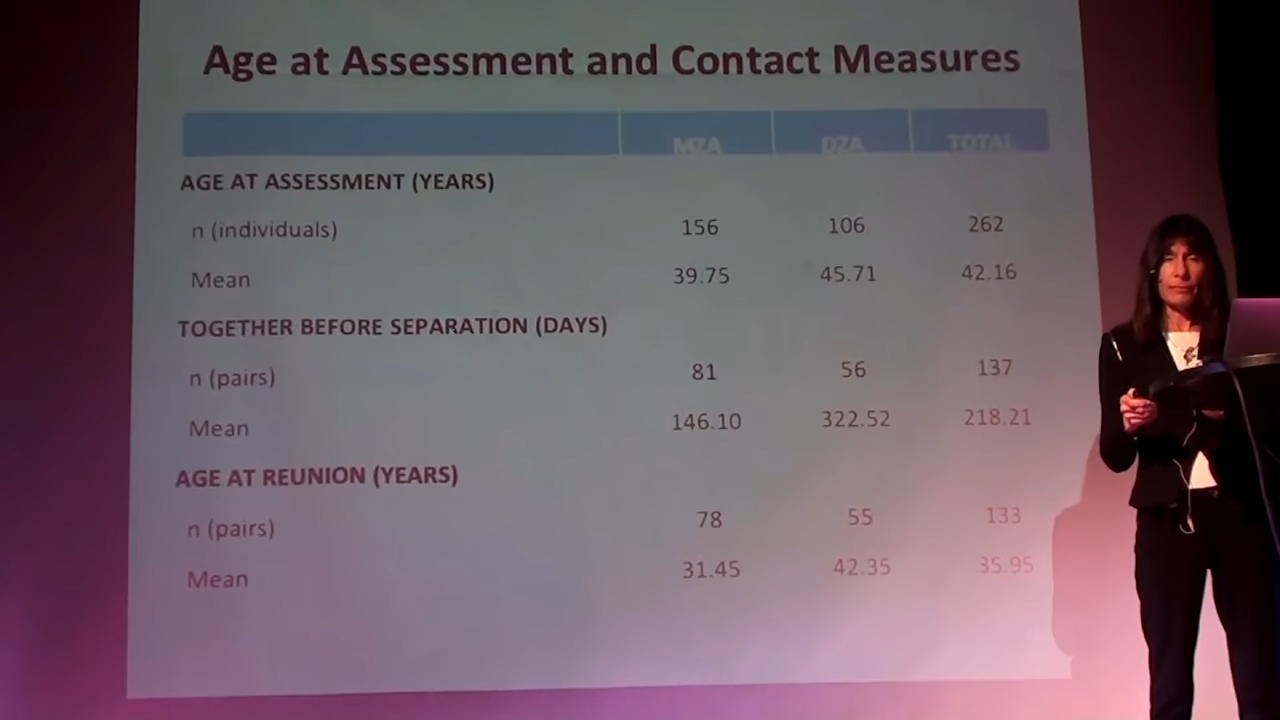 Age at Assessment and Contact Measures
MZA DZA TOTAL
AGE AT ASSESSMENT (YEARS)
n (individuals) 156 106 262
Mean 39.75 45.71 42.16
TOGETHER BEFORE SEPARATION (DAYS)
n (pairs) 81 56 137
Mean 146.10 322.52 218.21
AGE AT REUNION (YEARS)
n (pairs) 78 55 133
Mean 31.45 42.35 35.95